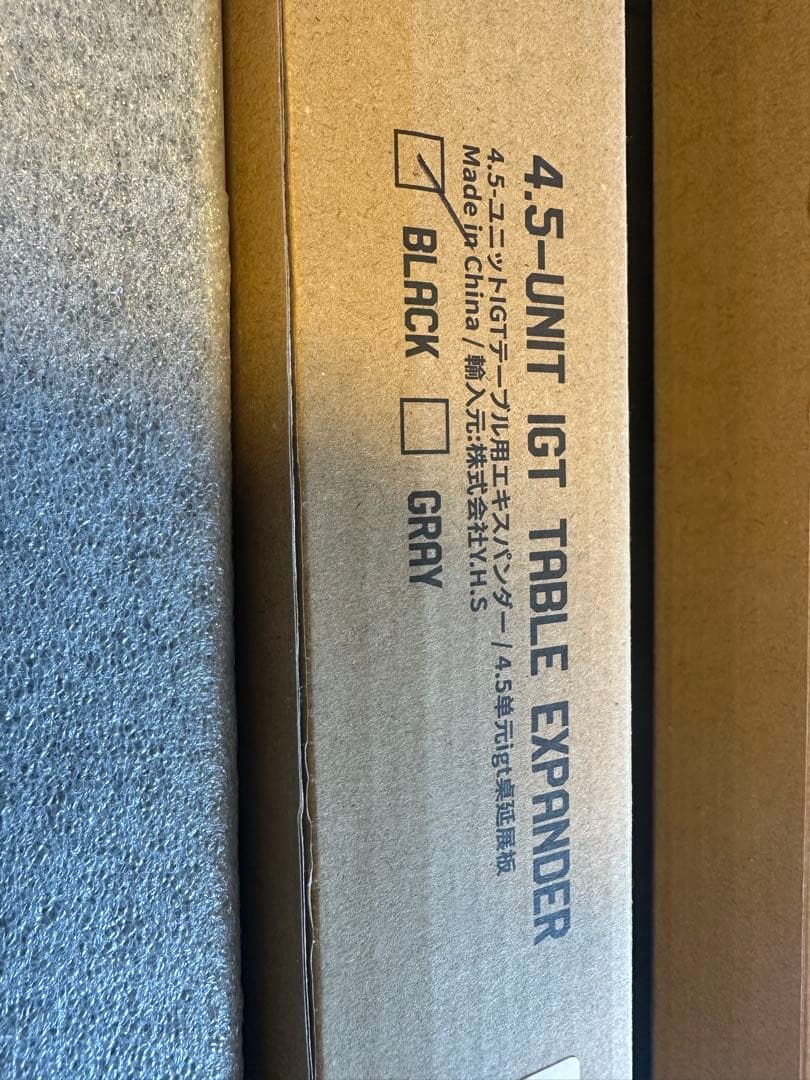 4.5-UNIT IGT TABLE EXPANDER
4.5-ユニットIGTテーブル用エキスパンダー / 4.5单元igt桌延展板
Made in China / 輸入元:株式会社Y.H.S
BLACK GRAY